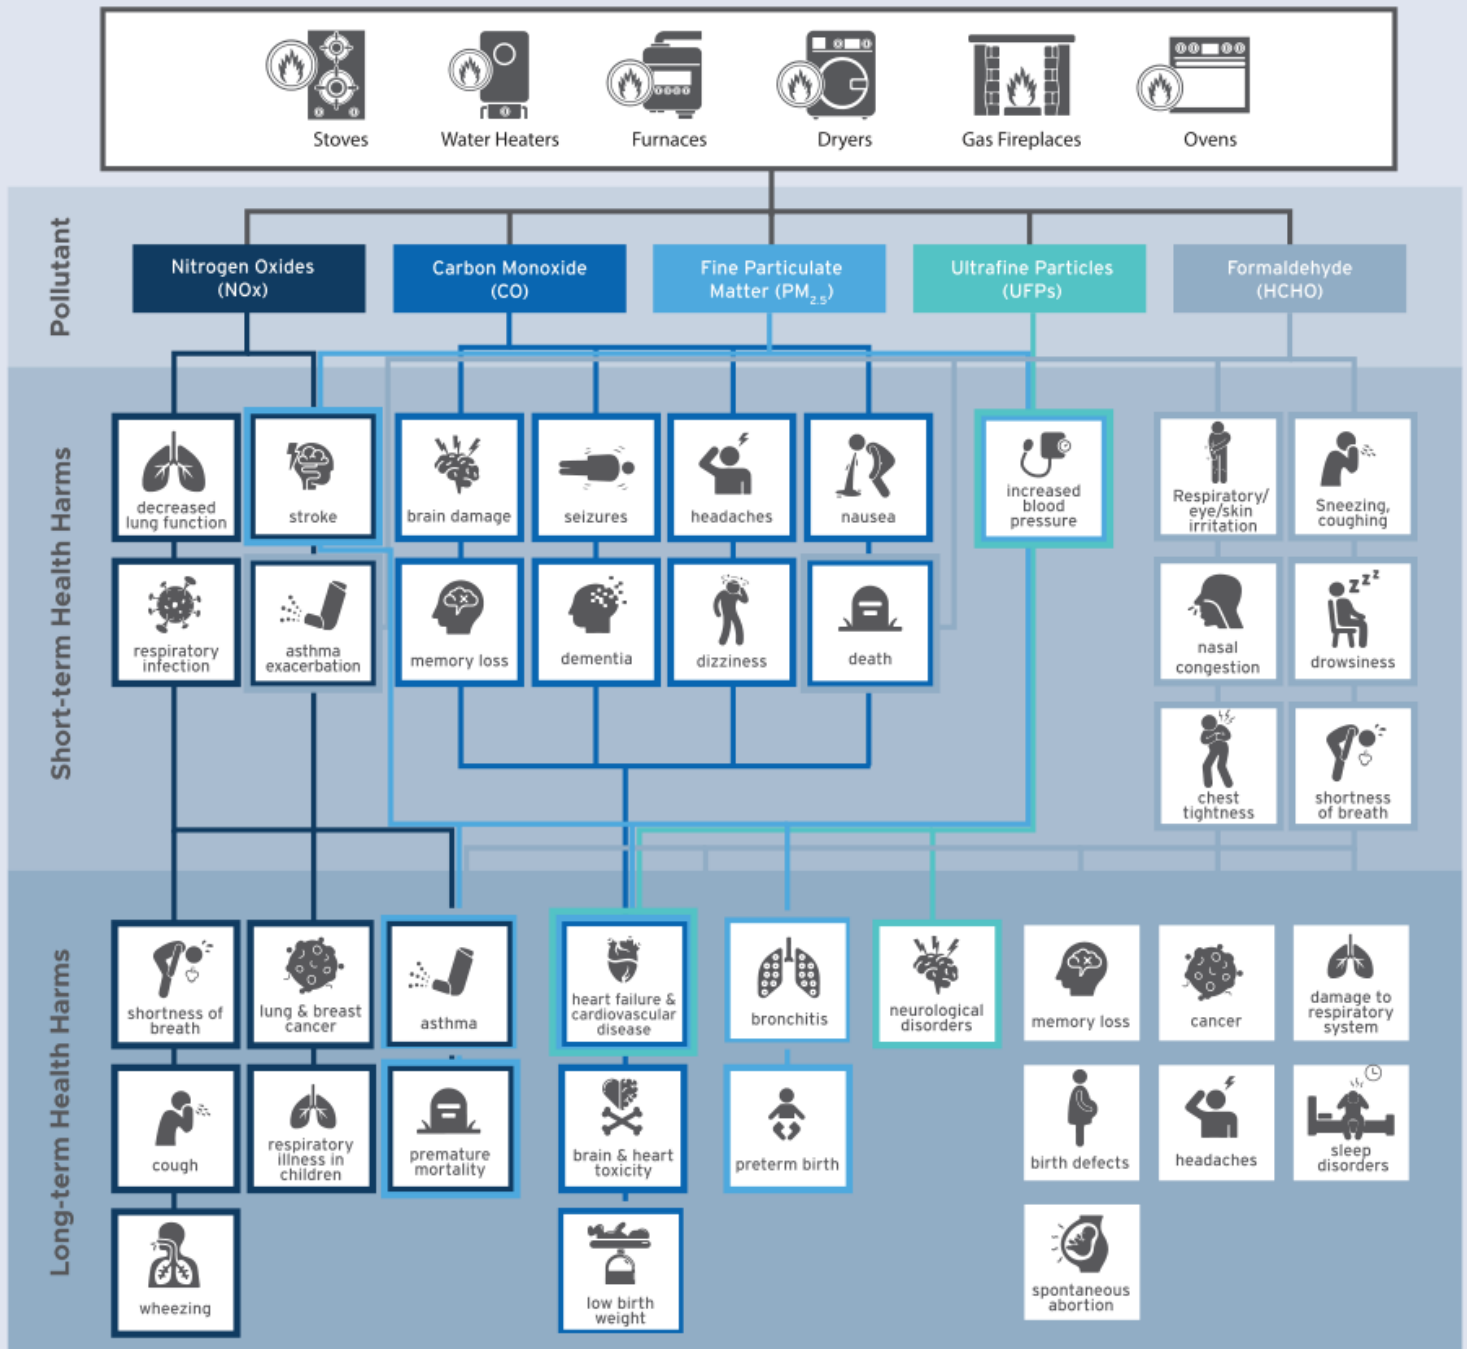 Stoves
Water Heaters
Furnaces
Dryers
Gas Fireplaces
Ovens
Pollutant
Nitrogen Oxides
(NOx)
Carbon Monoxide
(CO)
Fine Particulate
Matter (PM2.5)
Ultrafine Particles
(UFPs)
Formaldehyde
(HCHO)
Short-term Health Harms
decreased
lung function
stroke
brain damage
seizures
headaches
nausea
increased
blood
pressure
Respiratory/
eye/skin
irritation
Sneezing,
coughing
respiratory
infection
asthma
exacerbation
memory loss
dementia
dizziness
death
nasal
congestion
zzz
drowsiness
chest
tightness
shortness
of breath
Long-term Health Harms
shortness of
breath
lung & breast
cancer
asthma
heart failure &
cardiovascular
disease
bronchitis
neurological
disorders
memory loss
cancer
damage to
respiratory
system
cough
respiratory
illness in
children
premature
mortality
brain & heart
toxicity
preterm birth
birth defects
headaches
sleep
disorders
wheezing
low birth
weight
spontaneous
abortion